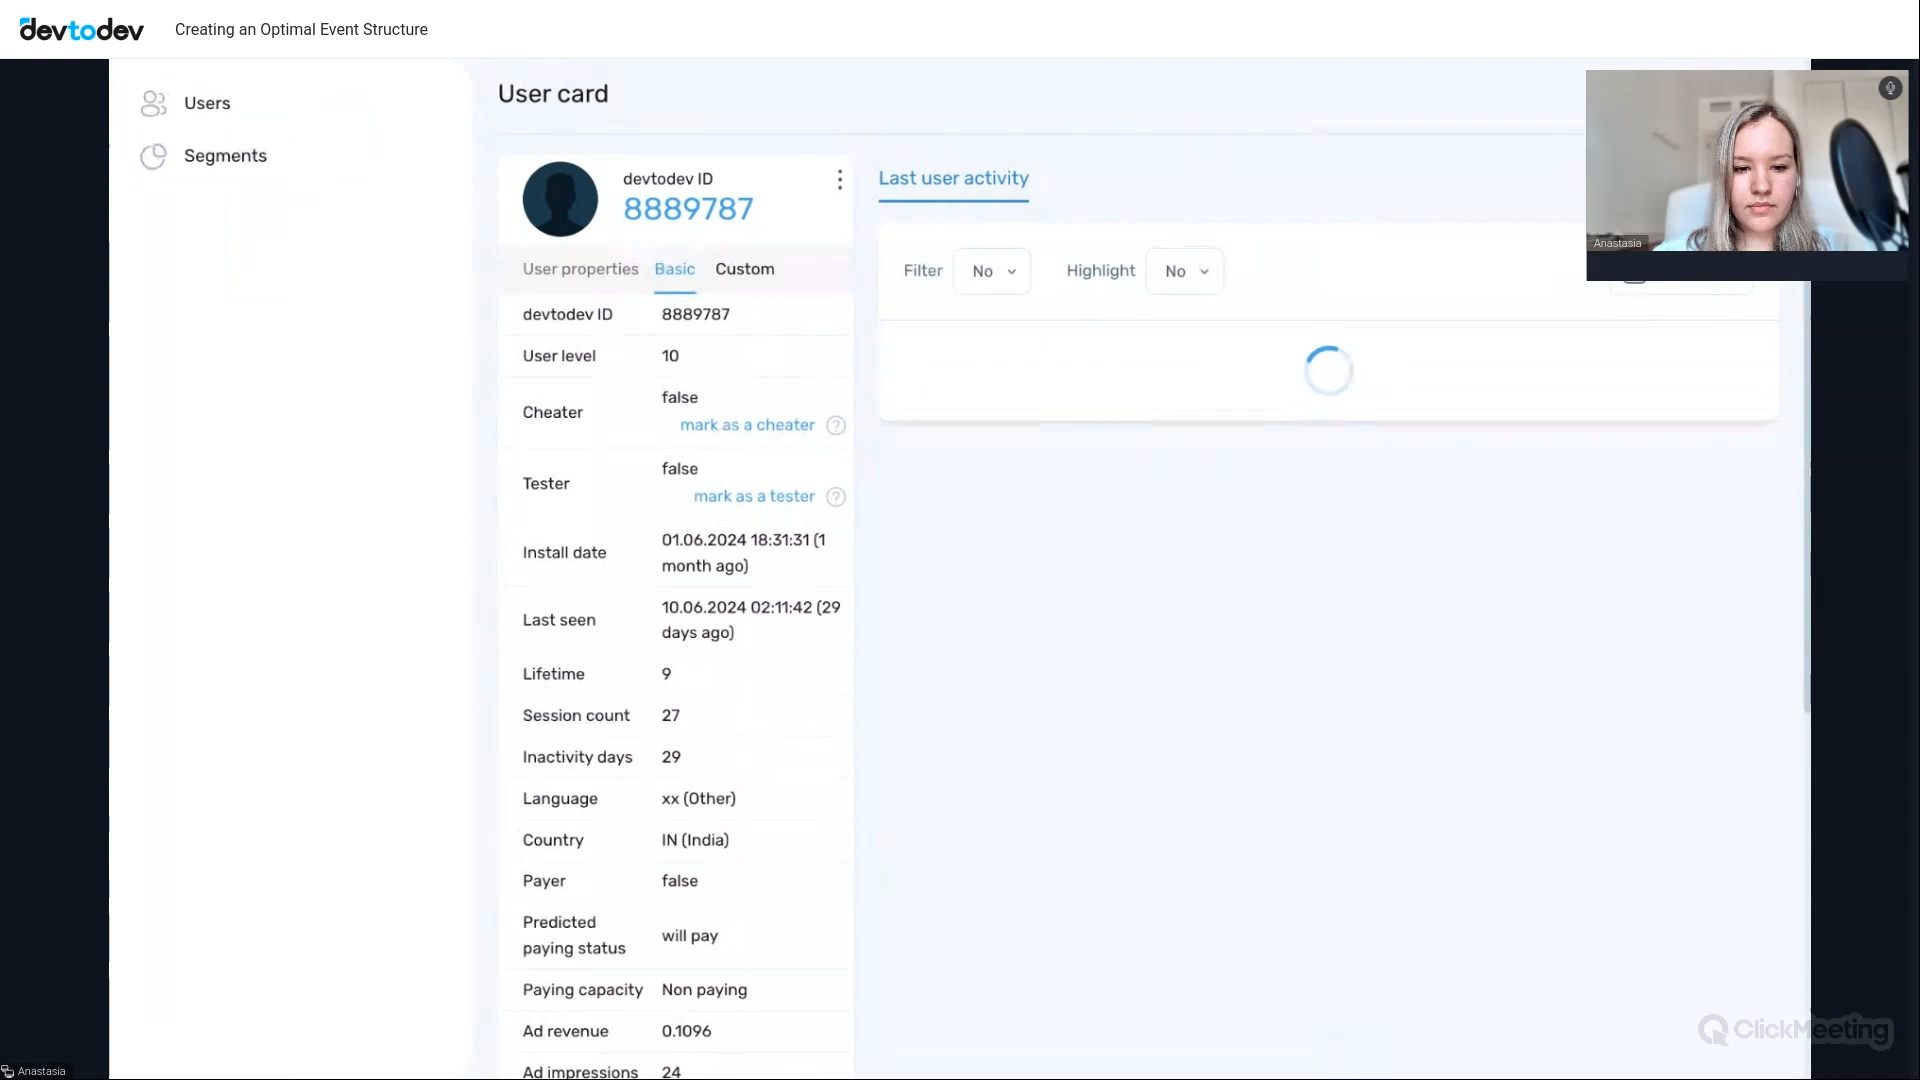 devtodev
Creating an Optimal Event Structure
Users
Segments
User card
devtodev ID
8889787
User properties Basic Custom
devtodev ID 8889787
User level 10
Cheater false
mark as a cheater ?
Tester false
mark as a tester ?
Install date 01.06.2024 18:31:31 (1
month ago)
Last seen 10.06.2024 02:11:42 (29
days ago)
Lifetime 9
Session count 27
Inactivity days 29
Language xx (Other)
Country IN (India)
Payer false
Predicted
paying status will pay
Paying capacity Non paying
Ad revenue 0.1096
Ad impressions 24
Last user activity
Filter No Highlight No
Anastasia
ClickMeeting
Anastasia